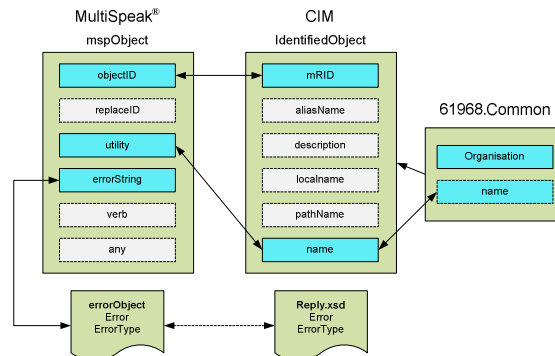 MultiSpeak®
mspObject
objectID
replaceID
utility
errorString
verb
any
CIM
IdentifiedObject
mRID
aliasName
description
localname
pathName
name
61968.Common
Organisation
name
errorObject
Error
ErrorType
Reply.xsd
Error
ErrorType